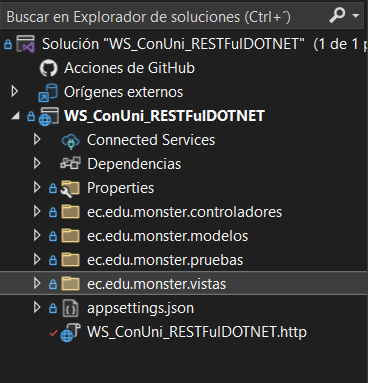 Buscar en Explorador de soluciones (Ctrl+´)
Solución "WS_ConUni_RESTFulDOTNET" (1 de 1 p
Acciones de GitHub
Orígenes externos
WS_ConUni_RESTFulDOTNET
Connected Services
Dependencias
Properties
ec.edu.monster.controladores
ec.edu.monster.modelos
ec.edu.monster.pruebas
ec.edu.monster.vistas
appsettings.json
WS_ConUni_RESTFulDOTNET.http